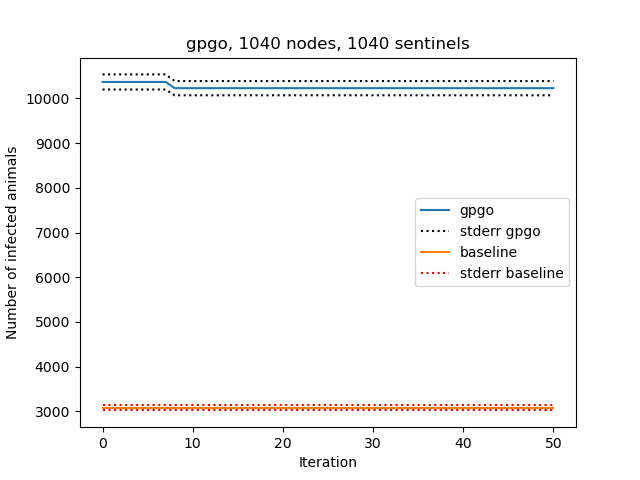 gpgo, 1040 nodes, 1040 sentinels
Number of infected animals
10000
9000
8000
7000
6000
5000
4000
3000
gpgo
stderr gpgo
baseline
stderr baseline
0 10 20 30 40 50
Iteration